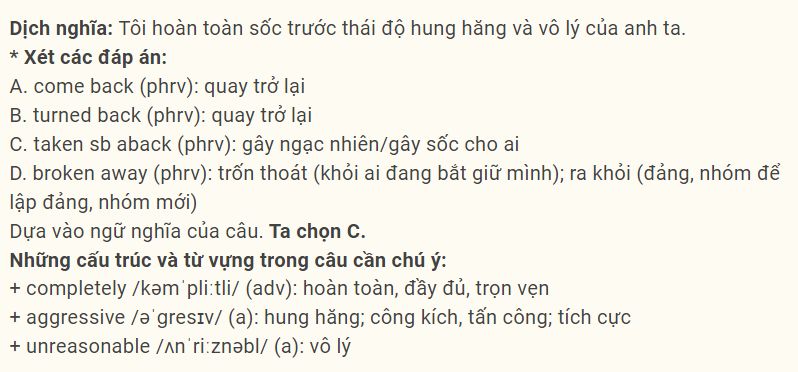 Dịch nghĩa: Tôi hoàn toàn sốc trước thái độ hung hăng và vô lý của anh ta.
* Xét các đáp án:
A. come back (phrv): quay trở lại
B. turned back (phrv): quay trở lại
C. taken sb aback (phrv): gây ngạc nhiên/gây sốc cho ai
D. broken away (phrv): trốn thoát (khỏi ai đang bắt giữ mình); ra khỏi (đảng, nhóm để
lập đảng, nhóm mới)
Dựa vào ngữ nghĩa của câu. Ta chọn C.
Những cấu trúc và từ vựng trong câu cần chú ý:
+ completely /kəmˈpliːtli/ (adv): hoàn toàn, đầy đủ, trọn vẹn
+ aggressive /əˈɡresɪv/ (a): hung hăng; công kích, tấn công; tích cực
+ unreasonable /ʌnˈriːznəbl/ (a): vô lý